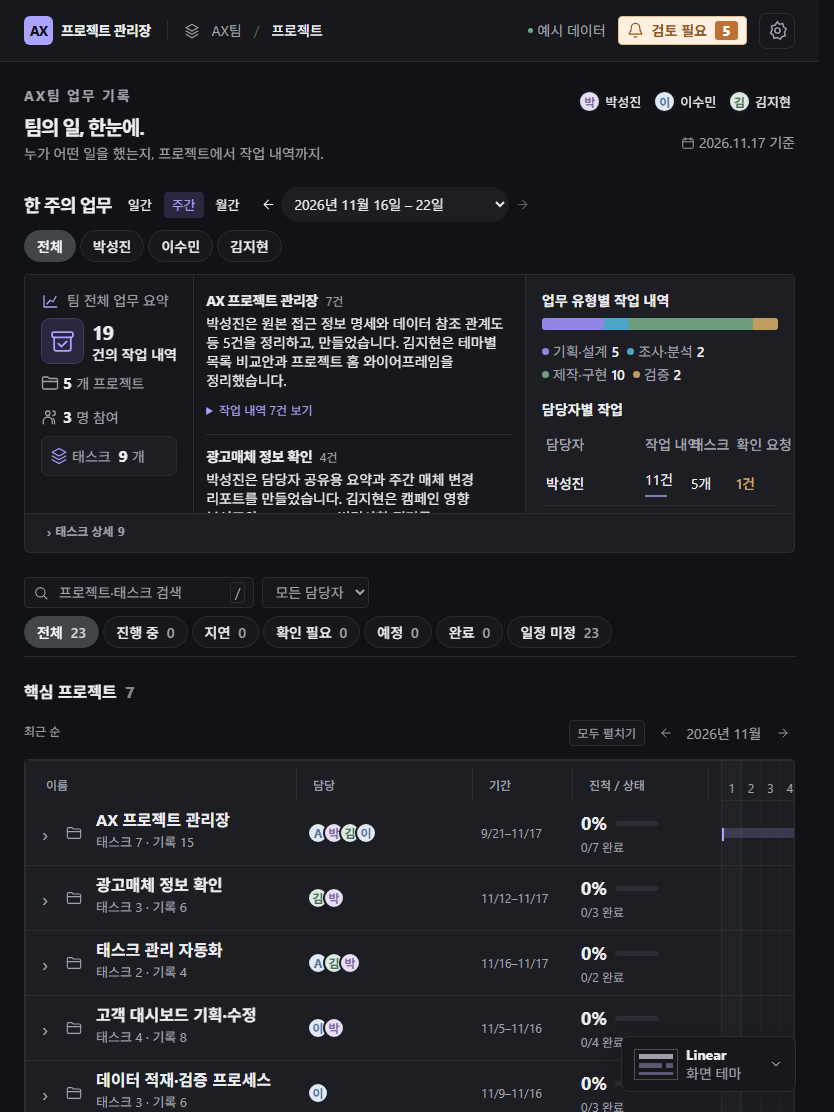 AX 프로젝트 관리장 AX팀 / 프로젝트 예시 데이터 검토 필요 5
AX팀 업무 기록
박 박성진 이 이수민 김 김지현
팀의 일, 한눈에.
누가 어떤 일을 했는지, 프로젝트에서 작업 내역까지.
2026.11.17 기준
한 주의 업무 일간 주간 월간 ← 2026년 11월 16일 – 22일 →
전체 박성진 이수민 김지현
팀 전체 업무 요약
19
건의 작업 내역
5 개 프로젝트
3 명 참여
태스크 9 개
AX 프로젝트 관리장 7건
박성진은 원본 접근 정보 명세와 데이터 참조 관계도
등 5건을 정리하고, 만들었습니다. 김지현은 테마별
목록 비교안과 프로젝트 홈 와이어프레임을
정리했습니다.
▶ 작업 내역 7건 보기
광고매체 정보 확인 4건
박성진은 담당자 공유용 요약과 주간 매체 변경
리포트를 만들었습니다. 김지현은 캠페인 영향
업무 유형별 작업 내역
기획·설계 5 조사·분석 2
제작·구현 10 검증 2
담당자별 작업
담당자 작업 내역 태스크 확인 요청
박성진 11건 5개 1건
› 태스크 상세 9
프로젝트·태스크 검색 / 모든 담당자
전체 23 진행 중 0 지연 0 확인 필요 0 예정 0 완료 0 일정 미정 23
핵심 프로젝트 7
최근 순 모두 펼치기 ← 2026년 11월 →
이름 담당 기간 진척 / 상태 1 2 3 4
› AX 프로젝트 관리장
태스크 7 · 기록 15
A 박 김 이 9/21–11/17 0%
0/7 완료
› 광고매체 정보 확인
태스크 3 · 기록 6
김 박 11/12–11/17 0%
0/3 완료
› 태스크 관리 자동화
태스크 2 · 기록 4
A 김 박 11/16–11/17 0%
0/2 완료
› 고객 대시보드 기획·수정
태스크 4 · 기록 8
이 박 11/5–11/16 0%
0/4 완료
› 데이터 적재·검증 프로세스
태스크 3 · 기록 6
이 11/9–11/16 0%
0/3 완료
Linear
화면 테마